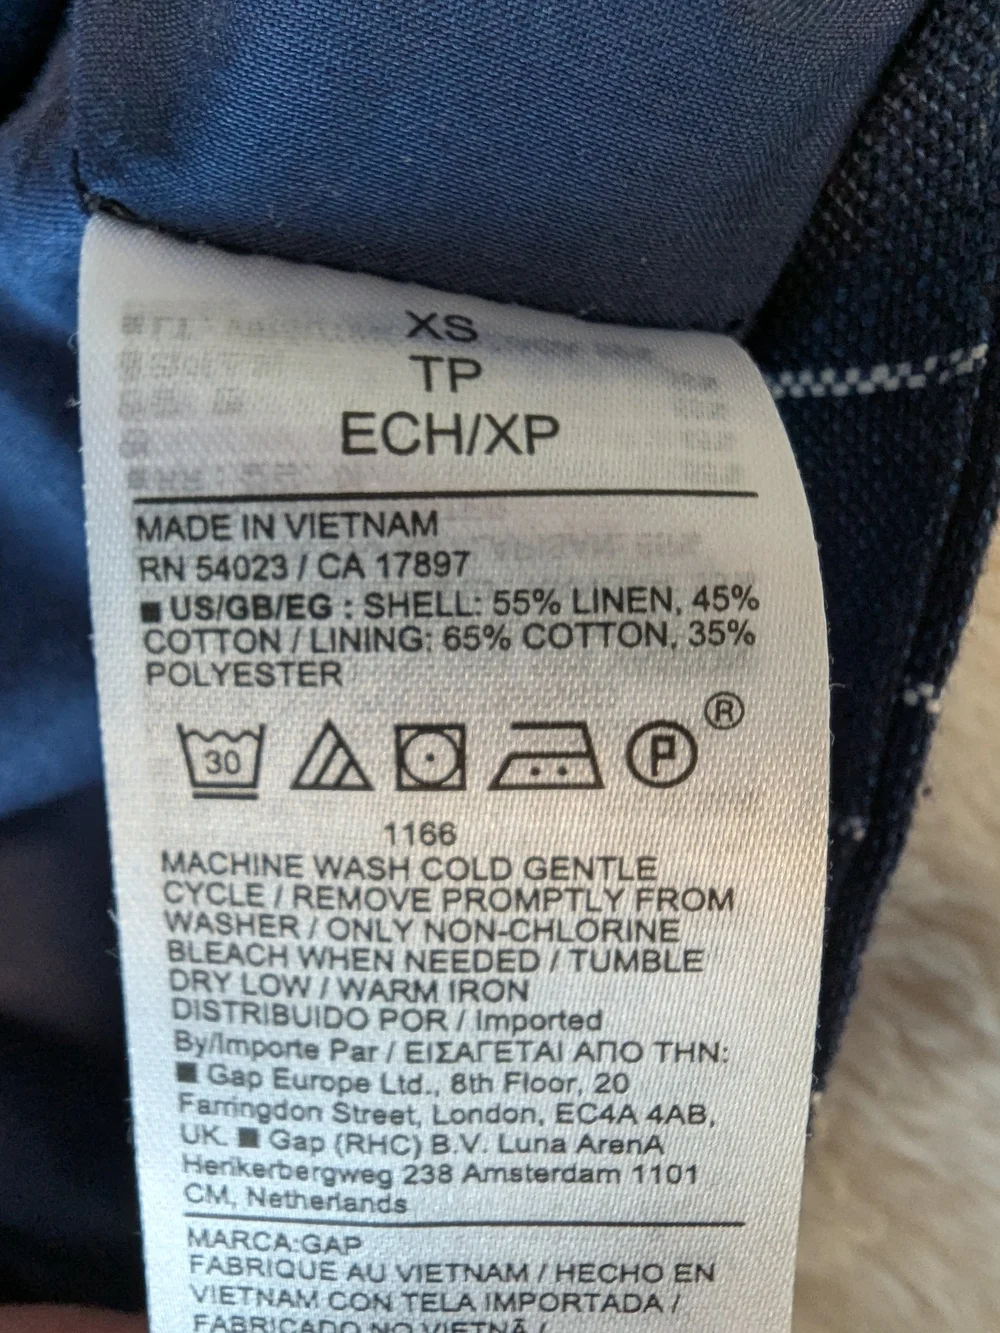 XS
TP
ECH/XP
MADE IN VIETNAM
RN 54023 / CA 17897
■ US/GB/EG : SHELL: 55% LINEN, 45%
COTTON / LINING: 65% COTTON, 35%
POLYESTER
30 P ®
1166
MACHINE WASH COLD GENTLE
CYCLE / REMOVE PROMPTLY FROM
WASHER / ONLY NON-CHLORINE
BLEACH WHEN NEEDED / TUMBLE
DRY LOW / WARM IRON
DISTRIBUIDO POR / Imported
By/Importe Par / ΕΙΣΑΓΕΤΑΙ ΑΠΟ ΤΗΝ:
■ Gap Europe Ltd., 8th Floor, 20
Farringdon Street, London, EC4A 4AB,
UK. ■ Gap (RHC) B.V. Luna ArenA
Herikerbergweg 238 Amsterdam 1101
CM, Netherlands
MARCA:GAP
FABRIQUE AU VIETNAM / HECHO EN
VIETNAM CON TELA IMPORTADA /
FABRICADO NO VIETNÃ /